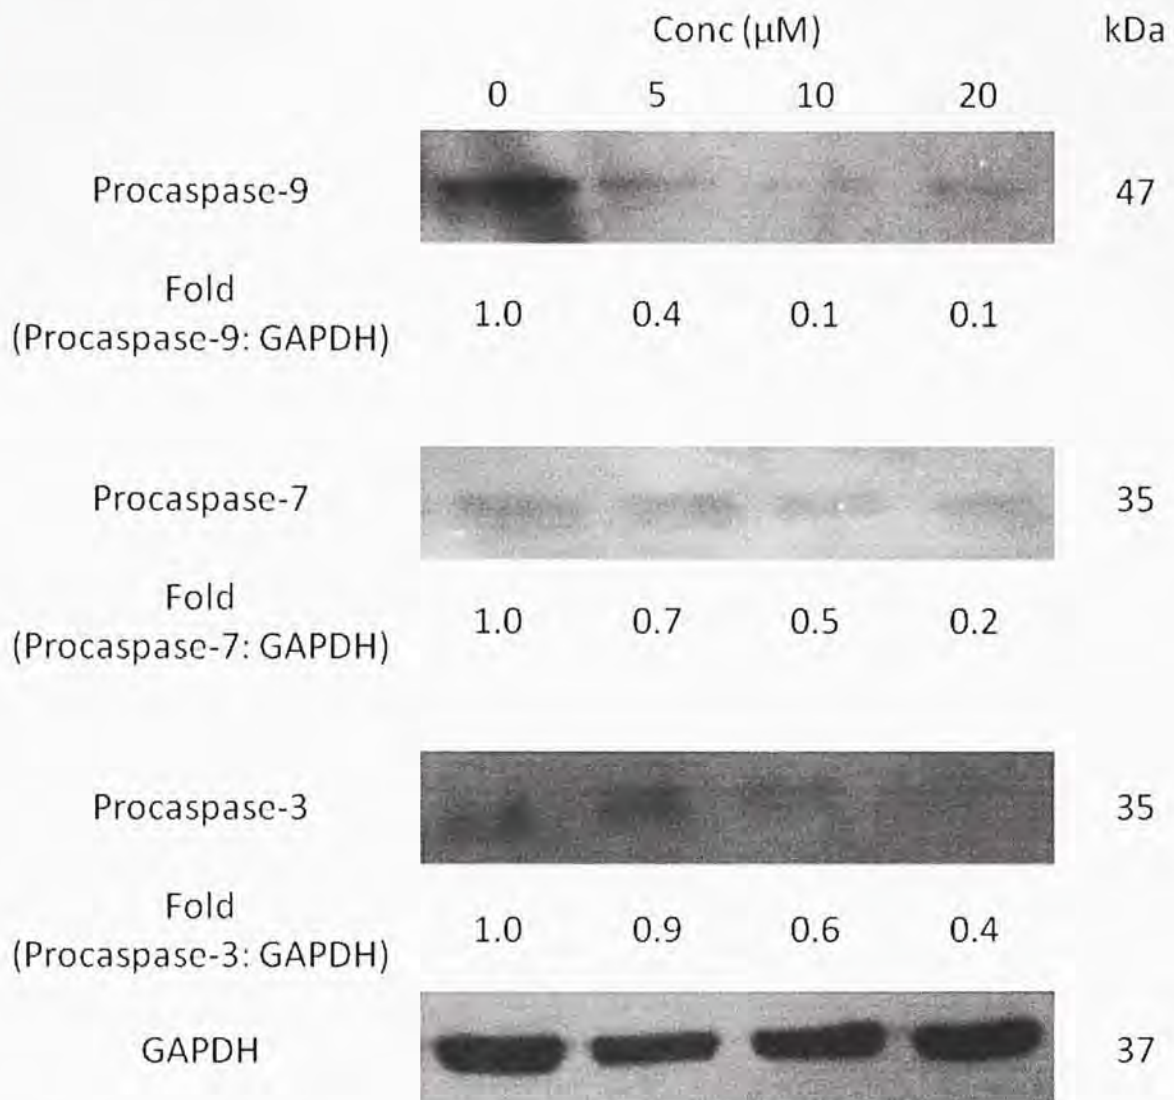 Conc (μM) kDa
0 5 10 20
Procaspase-9 47
Fold
(Procaspase-9: GAPDH) 1.0 0.4 0.1 0.1
Procaspase-7 35
Fold
(Procaspase-7: GAPDH) 1.0 0.7 0.5 0.2
Procaspase-3 35
Fold
(Procaspase-3: GAPDH) 1.0 0.9 0.6 0.4
GAPDH 37